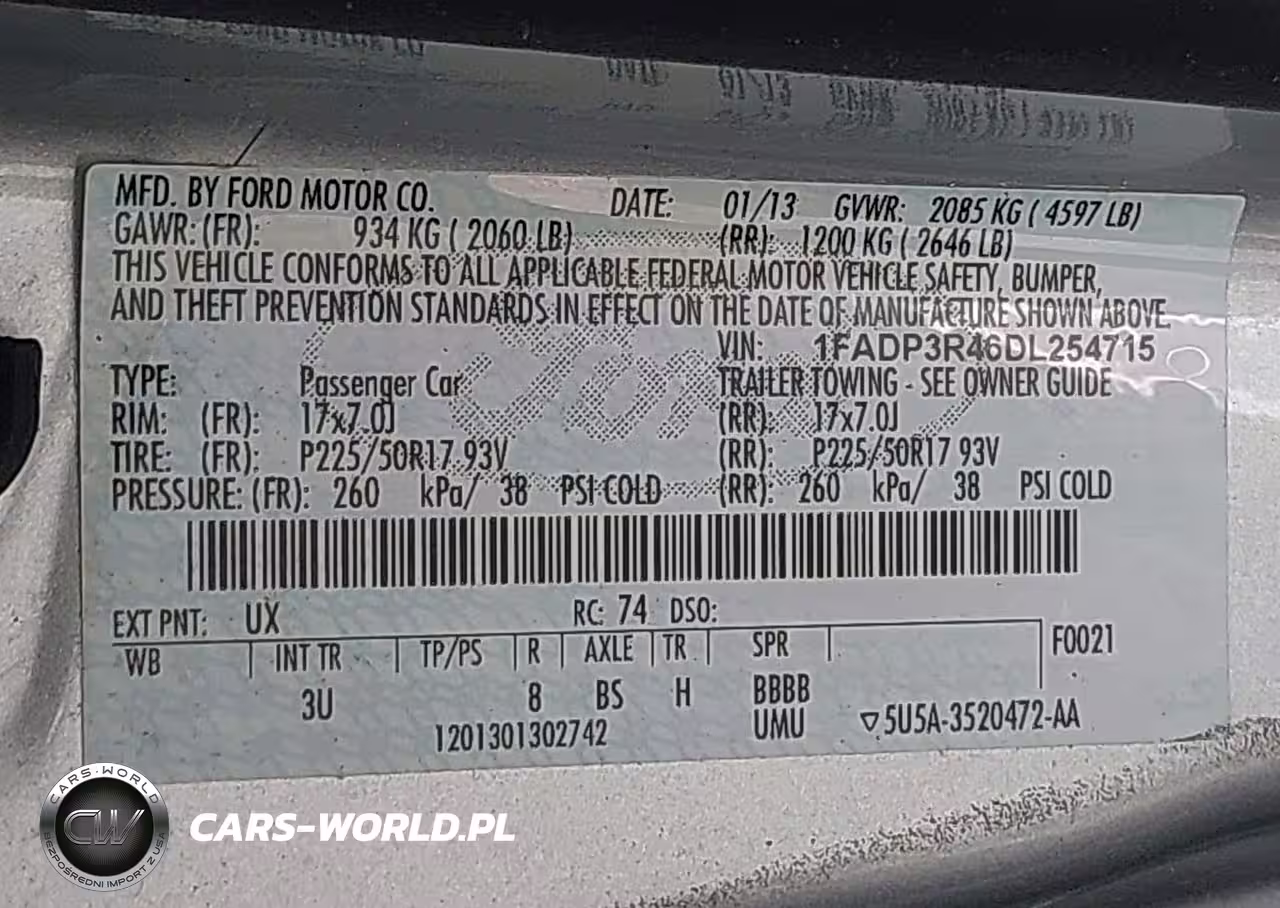 MFD. BY FORD MOTOR CO. DATE: 01/13 GVWR: 2085 KG ( 4597 LB)
GAWR: (FR): 934 KG ( 2060 LB) (RR): 1200 KG ( 2646 LB)
THIS VEHICLE CONFORMS TO ALL APPLICABLE FEDERAL MOTOR VEHICLE SAFETY, BUMPER,
AND THEFT PREVENTION STANDARDS IN EFFECT ON THE DATE OF MANUFACTURE SHOWN ABOVE.
VIN: 1FADP3R46DL254715
TYPE: Passenger Car TRAILER TOWING - SEE OWNER GUIDE
RIM: (FR): 17x7.0J (RR): 17x7.0J
TIRE: (FR): P225/50R17 93V (RR): P225/50R17 93V
PRESSURE: (FR): 260 kPa/ 38 PSI COLD (RR): 260 kPa/ 38 PSI COLD
EXT PNT: UX RC: 74 DSO:
WB INT TR TP/PS R AXLE TR SPR F0021
3U 8 BS H BBBB
1201301302742 UMU ▽5U5A-3520472-AA
CARS-WORLD
CW
BEZPOŚREDNI IMPORT Z USA
CARS-WORLD.PL